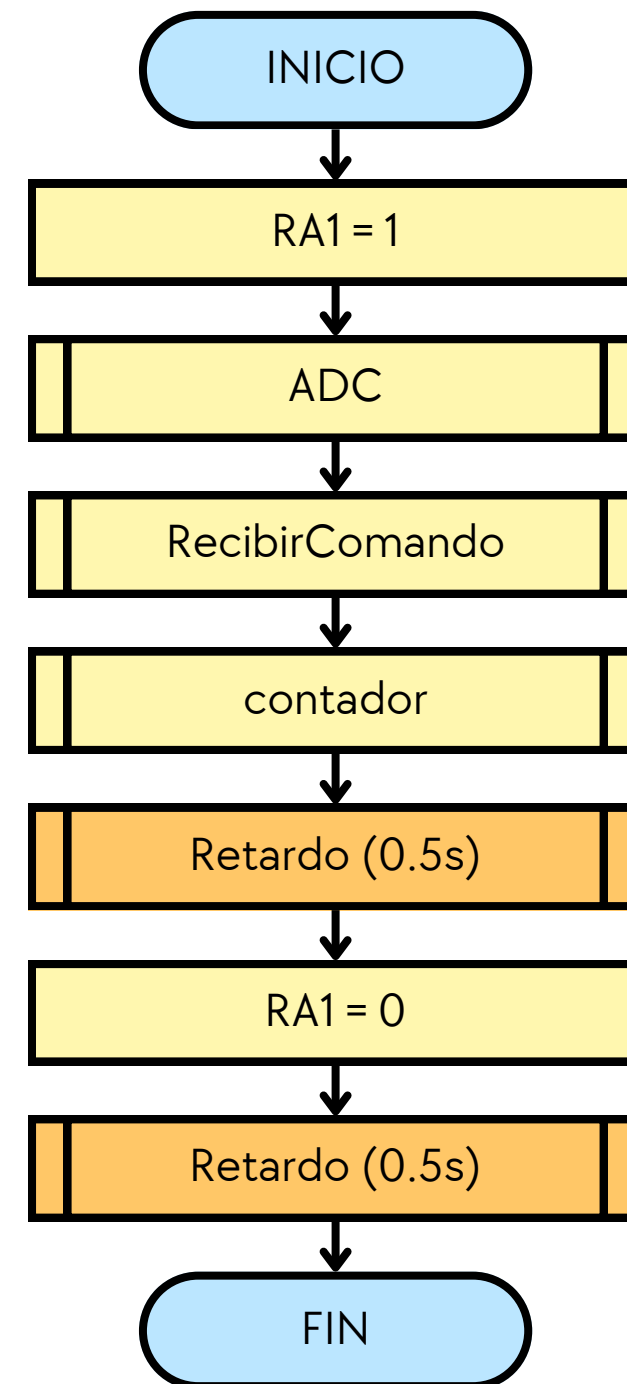 INICIO
RA1 = 1
ADC
RecibirComando
contador
Retardo (0.5s)
RA1 = 0
Retardo (0.5s)
FIN